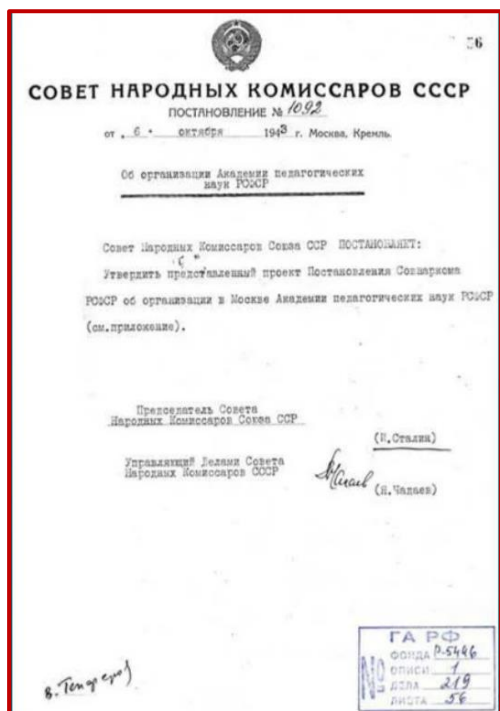 56
СОВЕТ НАРОДНЫХ КОМИССАРОВ СССР
ПОСТАНОВЛЕНИЕ № 1092
от „ 6 " октября 1943 г. Москва, Кремль.
Об организации Академии педагогических
наук РСФСР
Совет Народных Комиссаров Союза ССР ПОСТАНОВЛЯЕТ:
Утвердить представленный проект Постановления Совнаркома
РСФСР об организации в Москве Академии педагогических наук РСФСР
(см.приложение).
Председатель Совета
Народных Комиссаров Союза ССР
(И.Сталин)
Управляющий Делами Совета
Народных Комиссаров СССР
(Я.Чадаев)
ГА РФ
ФОНДА Р-5446
№ ОПИСИ 1
ДЕЛА 219
ЛИСТА 56